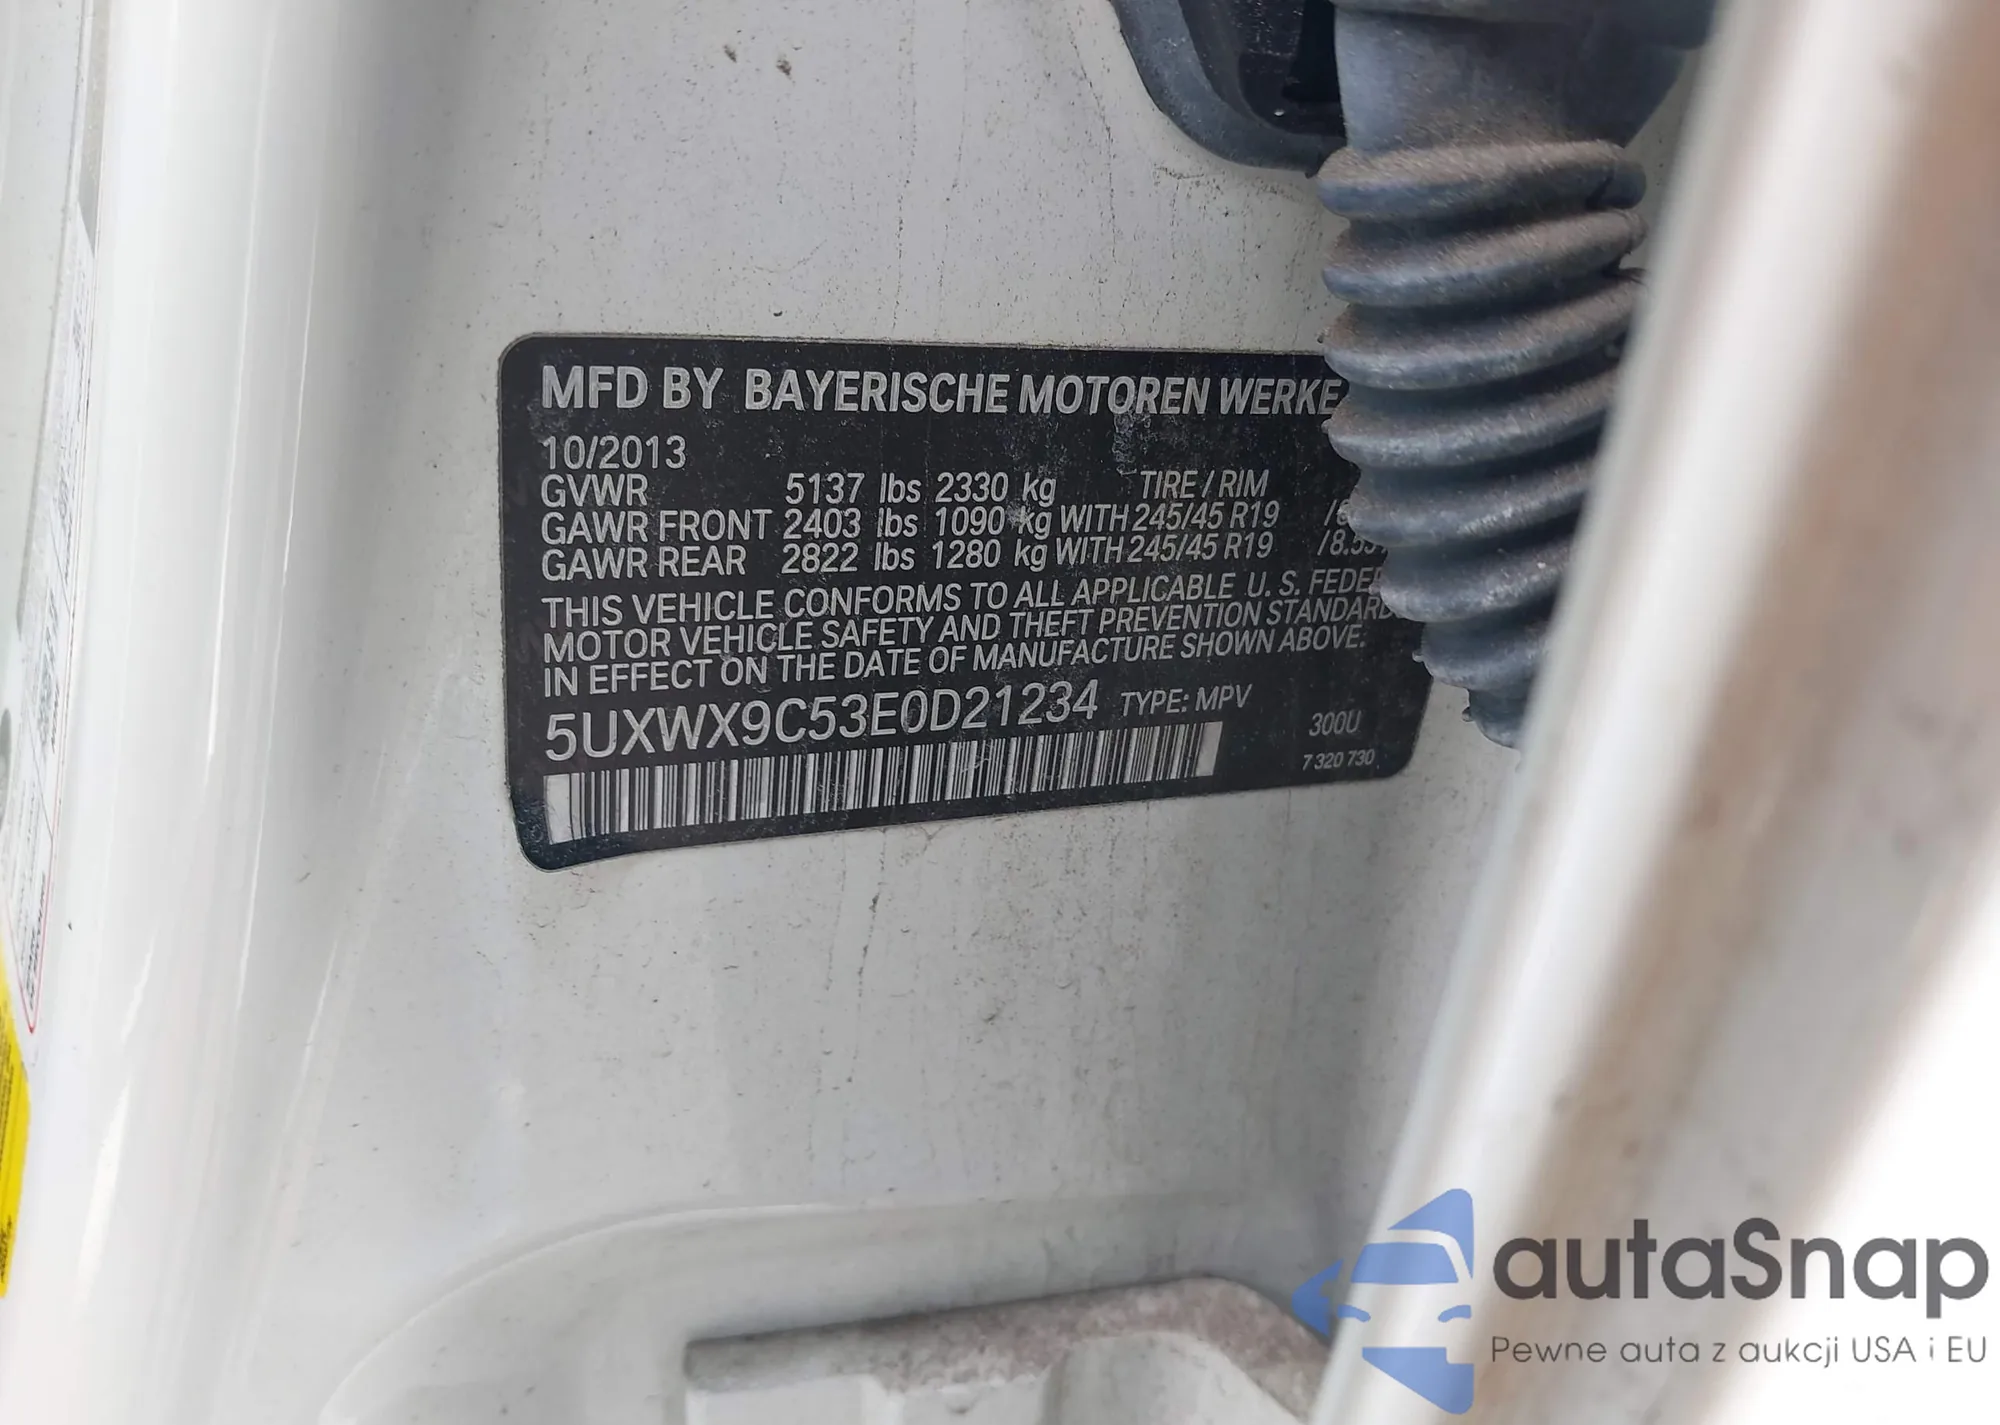 MFD BY BAYERISCHE MOTOREN WERKE
10/2013
GVWR 5137 lbs 2330 kg TIRE / RIM
GAWR FRONT 2403 lbs 1090 kg WITH 245/45 R19
GAWR REAR 2822 lbs 1280 kg WITH 245/45 R19
THIS VEHICLE CONFORMS TO ALL APPLICABLE U. S. FEDER
MOTOR VEHICLE SAFETY AND THEFT PREVENTION STANDARD
IN EFFECT ON THE DATE OF MANUFACTURE SHOWN ABOVE.
5UXWX9C53E0D21234 TYPE: MPV
300U
7 320 730
autaSnap
Pewne auta z aukcji USA i EU